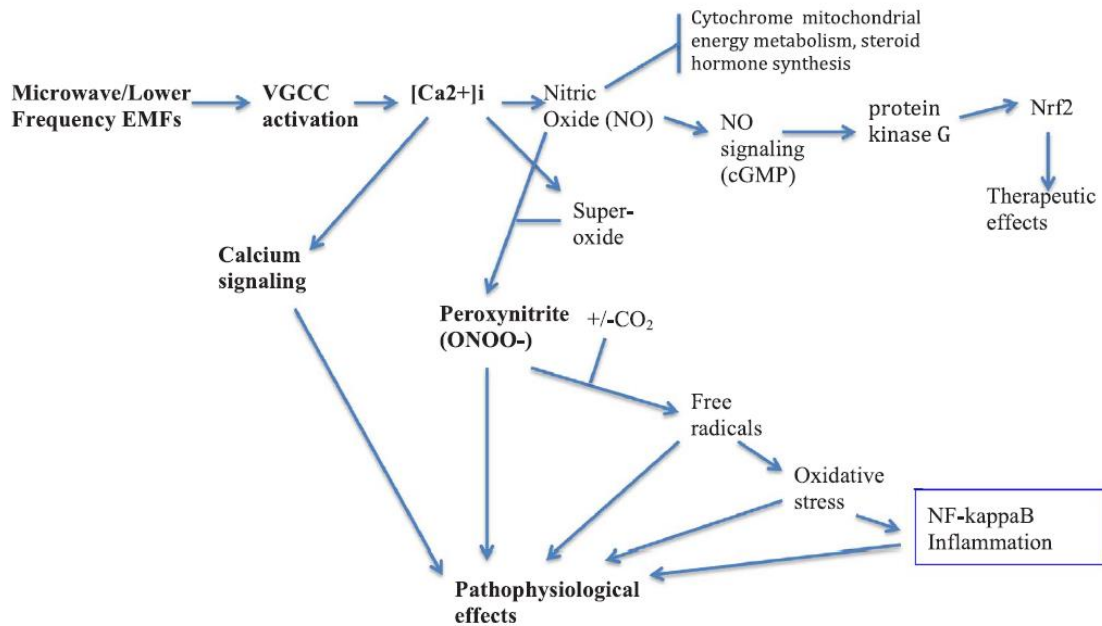 Cytochrome mitochondrial
energy metabolism, steroid
hormone synthesis
Microwave/Lower
Frequency EMFs
VGCC
activation
[Ca2+]i
Nitric
Oxide (NO)
NO
signaling
(cGMP)
protein
kinase G
Nrf2
Therapeutic
effects
Super-
oxide
Calcium
signaling
Peroxynitrite
(ONOO-)
+/-CO₂
Free
radicals
Oxidative
stress
NF-kappaB
Inflammation
Pathophysiological
effects